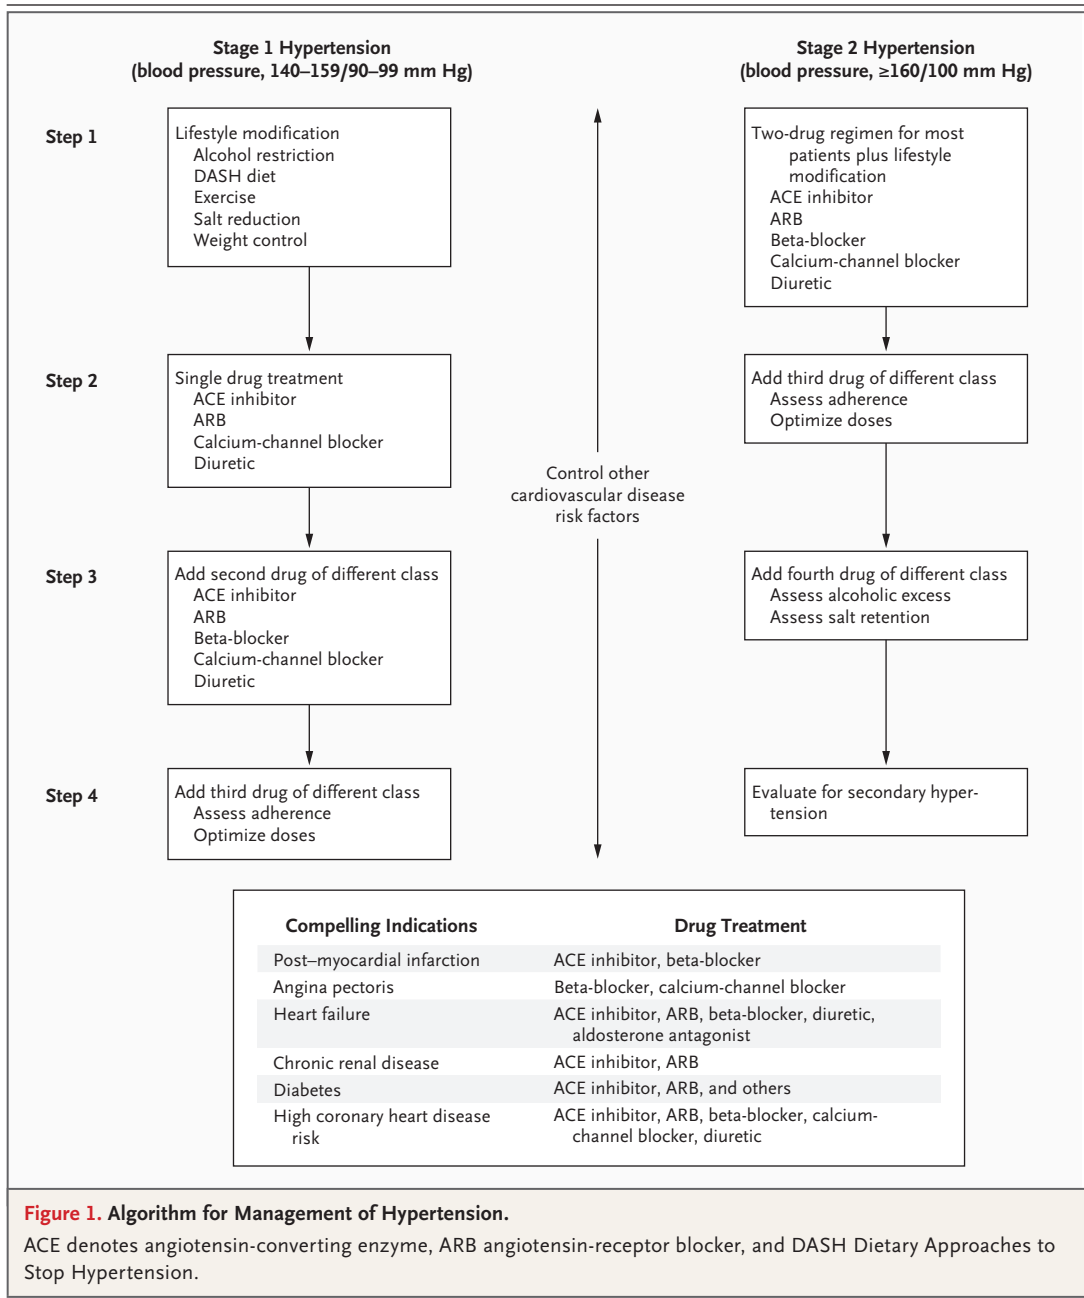 Stage 1 Hypertension
(blood pressure, 140–159/90–99 mm Hg)
Stage 2 Hypertension
(blood pressure, ≥160/100 mm Hg)
Step 1
Lifestyle modification
Alcohol restriction
DASH diet
Exercise
Salt reduction
Weight control
Two-drug regimen for most
patients plus lifestyle
modification
ACE inhibitor
ARB
Beta-blocker
Calcium-channel blocker
Diuretic
Step 2
Single drug treatment
ACE inhibitor
ARB
Calcium-channel blocker
Diuretic
Add third drug of different class
Assess adherence
Optimize doses
Control other
cardiovascular disease
risk factors
Step 3
Add second drug of different class
ACE inhibitor
ARB
Beta-blocker
Calcium-channel blocker
Diuretic
Add fourth drug of different class
Assess alcoholic excess
Assess salt retention
Step 4
Add third drug of different class
Assess adherence
Optimize doses
Evaluate for secondary hyper-
tension
Compelling Indications
Drug Treatment
Post–myocardial infarction
ACE inhibitor, beta-blocker
Angina pectoris
Beta-blocker, calcium-channel blocker
Heart failure
ACE inhibitor, ARB, beta-blocker, diuretic,
aldosterone antagonist
Chronic renal disease
ACE inhibitor, ARB
Diabetes
ACE inhibitor, ARB, and others
High coronary heart disease
risk
ACE inhibitor, ARB, beta-blocker, calcium-
channel blocker, diuretic
Figure 1. Algorithm for Management of Hypertension.
ACE denotes angiotensin-converting enzyme, ARB angiotensin-receptor blocker, and DASH Dietary Approaches to
Stop Hypertension.